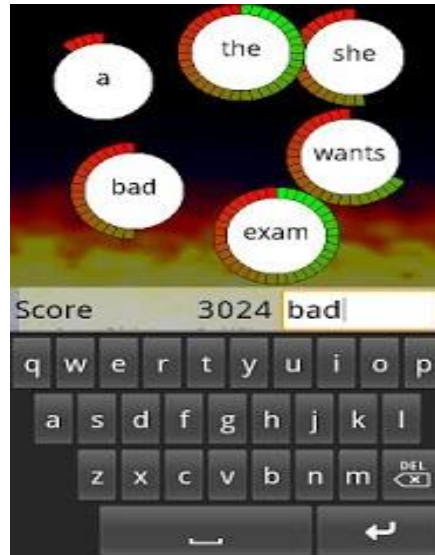 the
she
a
wants
bad
exam
Score 3024 bad
q w e r t y u i o p
a s d f g h j k l
z x c v b n m DEL